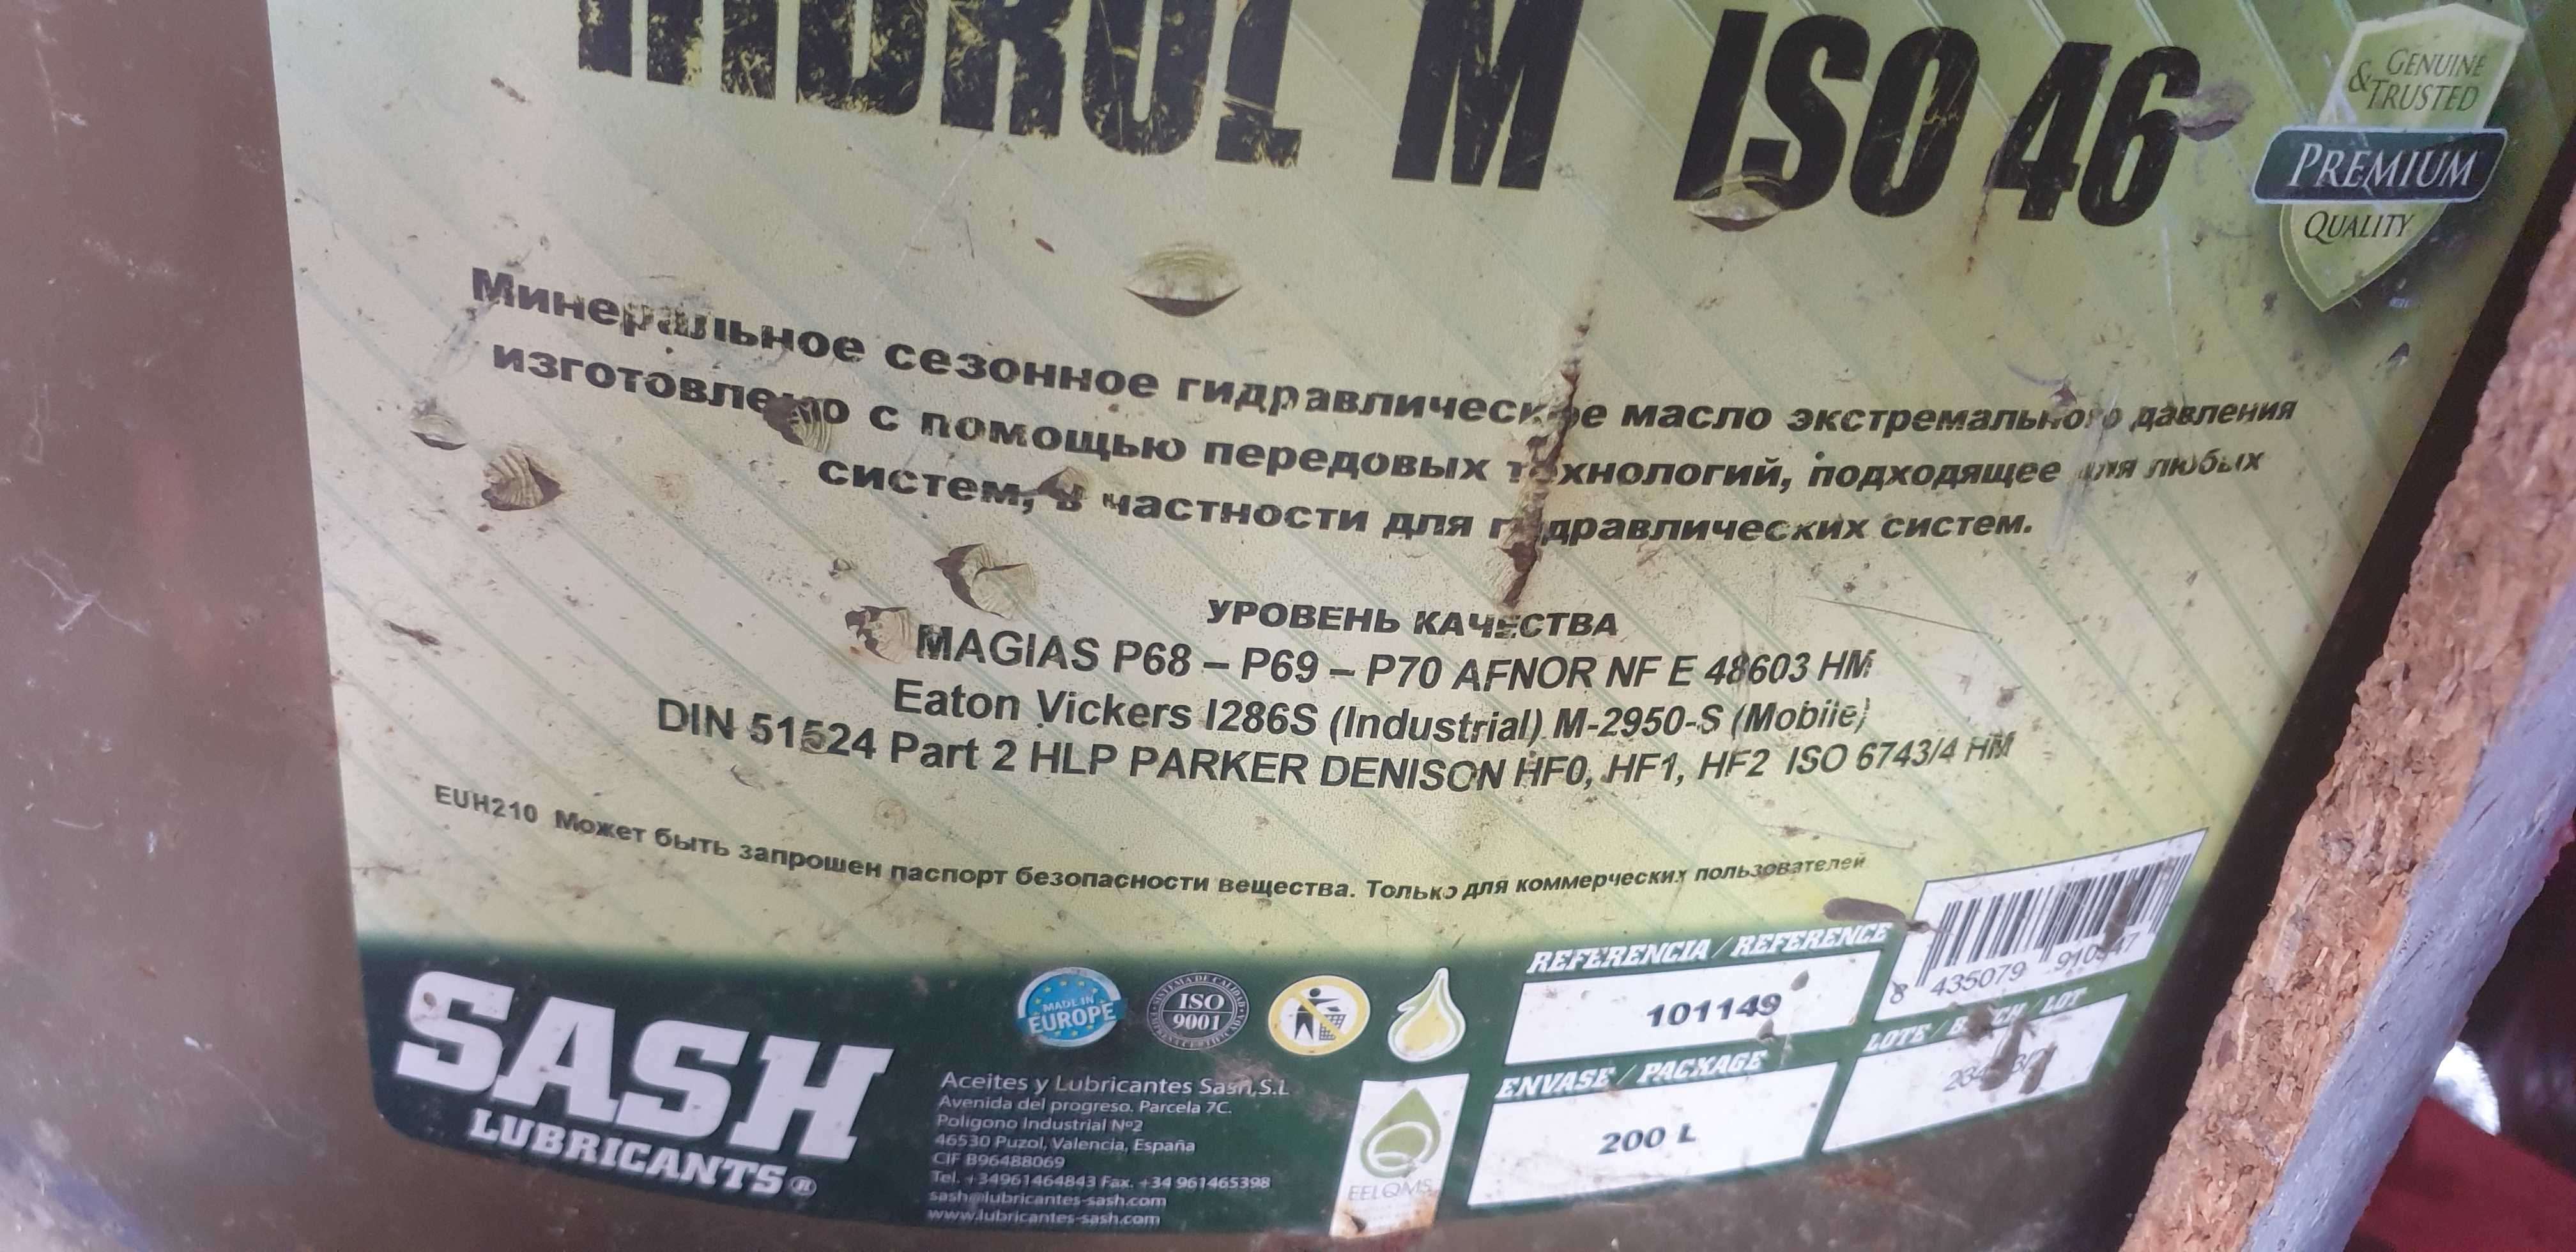 HIDROL M ISO 46
GENUINE
& TRUSTED
PREMIUM
QUALITY
Минеральное сезонное гидравлическое масло экстремального давления
изготовлено с помощью передовых технологий, подходящее для любых
систем, в частности для гидравлических систем.
УРОВЕНЬ КАЧЕСТВА
MAGIAS P68 – P69 – P70 AFNOR NF E 48603 HM
Eaton Vickers I286S (Industrial) M-2950-S (Mobile)
DIN 51524 Part 2 HLP PARKER DENISON HF0, HF1, HF2 ISO 6743/4 HM
EUH210 Может быть запрошен паспорт безопасности вещества. Только для коммерческих пользователей
SASH
LUBRICANTS®
MADE IN
EUROPE
ISO
9001
Aceites y Lubricantes Sash, S.L
Avenida del progreso. Parcela 7C.
Poligono Industrial Nº2
46530 Puzol, Valencia, España
CIF B96488069
Tel. +34961464843 Fax. +34 961465398
sash@lubricantes-sash.com
www.lubricantes-sash.com
EELQMS
REFERENCIA / REFERENCE
101149
ENVASE / PACKAGE
200 L
8 435079
LOTE / BATCH / LOT